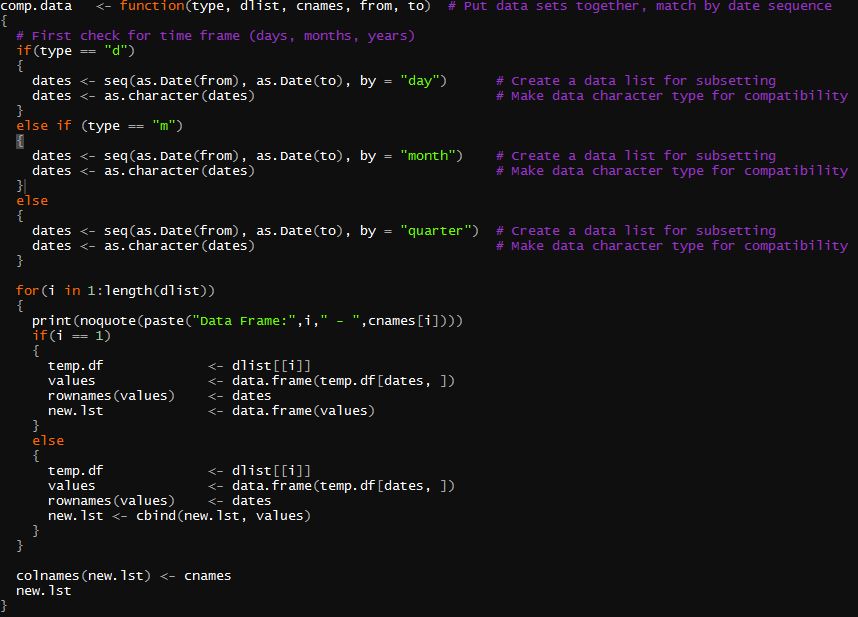 comp.data   <- function(type, dlist, cnames, from, to)  # Put data sets together, match by date sequence
{
  # First check for time frame (days, months, years)
  if(type == "d")
  {
    dates <- seq(as.Date(from), as.Date(to), by = "day")      # Create a data list for subsetting
    dates <- as.character(dates)                              # Make data character type for compatibility
  }
  else if (type == "m")
  {
    dates <- seq(as.Date(from), as.Date(to), by = "month")    # Create a data list for subsetting
    dates <- as.character(dates)                              # Make data character type for compatibility
  }
  else
  {
    dates <- seq(as.Date(from), as.Date(to), by = "quarter")  # Create a data list for subsetting
    dates <- as.character(dates)                              # Make data character type for compatibility
  }

  for(i in 1:length(dlist))
  {
    print(noquote(paste("Data Frame:",i," - ",cnames[i])))
    if(i == 1)
    {
      temp.df             <- dlist[[i]]
      values              <- data.frame(temp.df[dates, ])
      rownames(values)    <- dates
      new.lst             <- data.frame(values)
    }
    else
    {
      temp.df             <- dlist[[i]]
      values              <- data.frame(temp.df[dates, ])
      rownames(values)    <- dates
      new.lst <- cbind(new.lst, values)
    }
  }

  colnames(new.lst) <- cnames
  new.lst
}